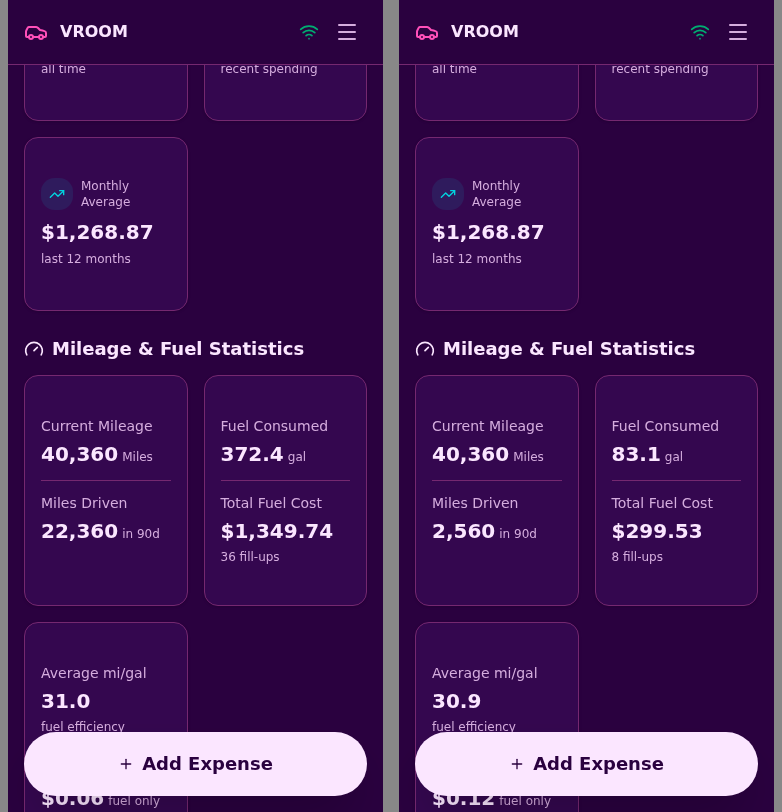 VROOM
all time
recent spending
Monthly
Average
$1,268.87
last 12 months
Mileage & Fuel Statistics
Current Mileage
40,360 Miles
Miles Driven
22,360 in 90d
Fuel Consumed
372.4 gal
Total Fuel Cost
$1,349.74
36 fill-ups
Average mi/gal
31.0
fuel efficiency
+ Add Expense
$0.06 fuel only
VROOM
all time
recent spending
Monthly
Average
$1,268.87
last 12 months
Mileage & Fuel Statistics
Current Mileage
40,360 Miles
Miles Driven
2,560 in 90d
Fuel Consumed
83.1 gal
Total Fuel Cost
$299.53
8 fill-ups
Average mi/gal
30.9
fuel efficiency
+ Add Expense
$0.12 fuel only